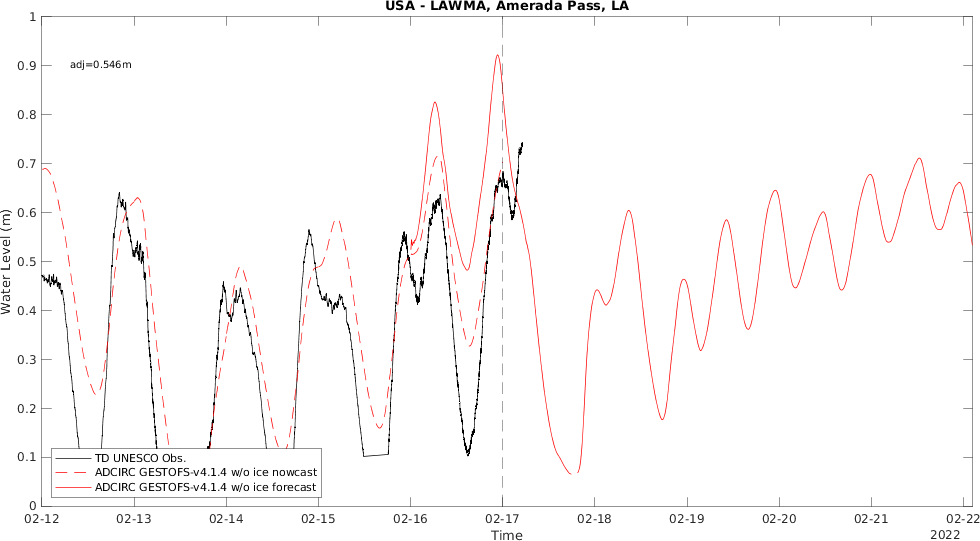 USA - LAWMA, Amerada Pass, LA
adj=0.546m
Water Level (m)
1
0.9
0.8
0.7
0.6
0.5
0.4
0.3
0.2
0.1
0
TD UNESCO Obs.
ADCIRC GESTOFS-v4.1.4 w/o ice nowcast
ADCIRC GESTOFS-v4.1.4 w/o ice forecast
02-12 02-13 02-14 02-15 02-16 02-17 02-18 02-19 02-20 02-21 02-22
Time
2022